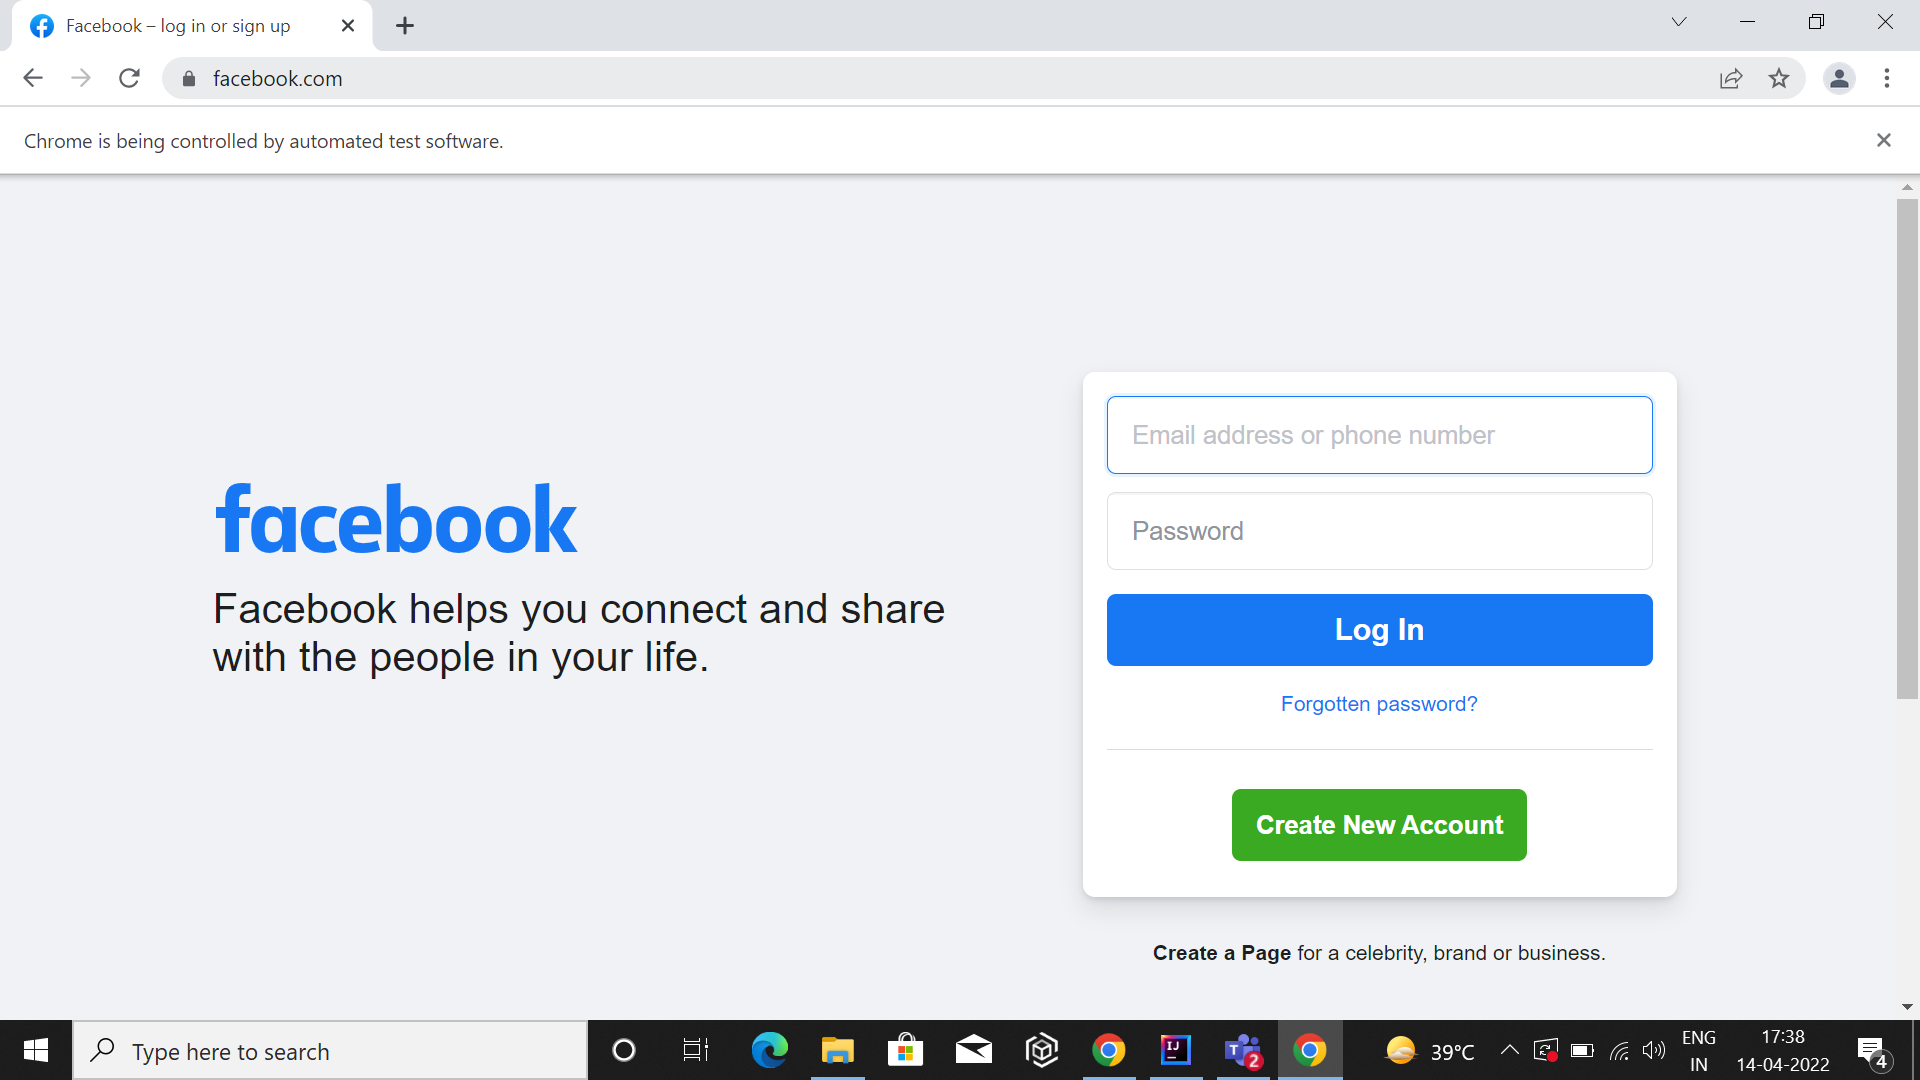 Facebook – log in or sign up
facebook.com
Chrome is being controlled by automated test software.
facebook
Facebook helps you connect and share
with the people in your life.
Email address or phone number
Password
Log In
Forgotten password?
Create New Account
Create a Page for a celebrity, brand or business.
Type here to search
IJ
T
2
39°C
ENG
IN
17:38
14-04-2022
4